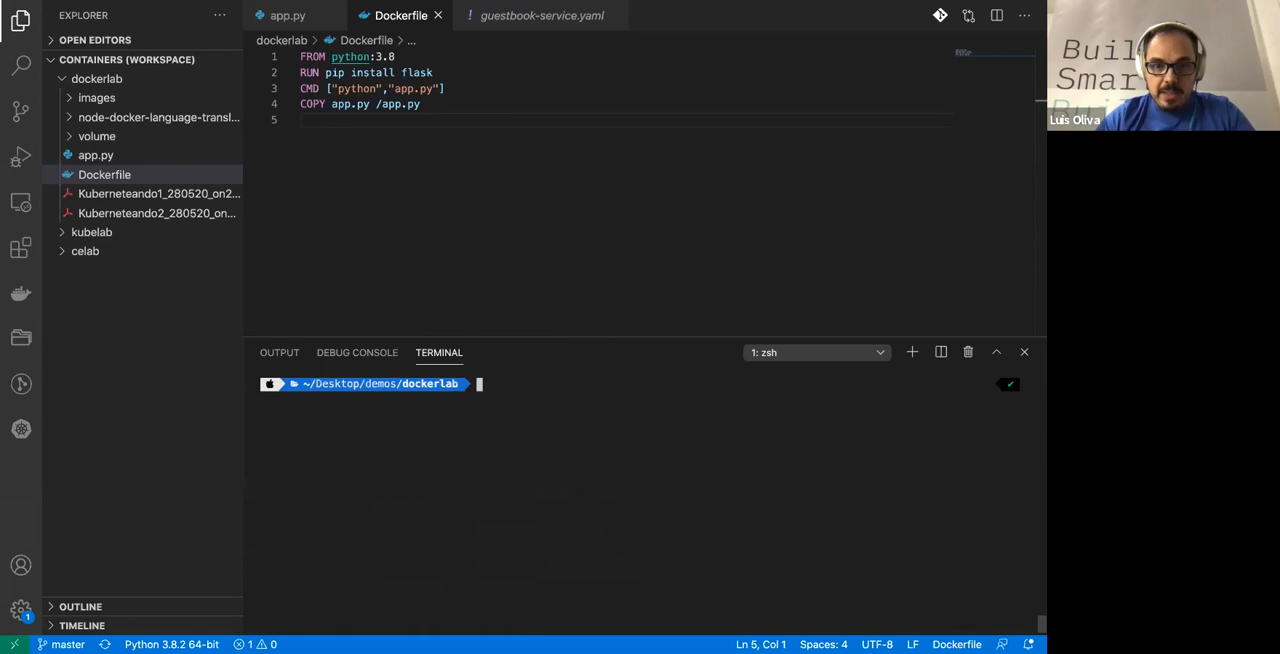 EXPLORER
OPEN EDITORS
CONTAINERS (WORKSPACE)
dockerlab
images
node-docker-language-transl...
volume
app.py
Dockerfile
Kuberneteando1_280520_on2...
Kuberneteando2_280520_on...
kubelab
celab
OUTLINE
TIMELINE
app.py
Dockerfile
! guestbook-service.yaml
dockerlab > Dockerfile > ...
1 FROM python:3.8
2 RUN pip install flask
3 CMD ["python","app.py"]
4 COPY app.py /app.py
5
OUTPUT DEBUG CONSOLE TERMINAL
1: zsh
~/Desktop/demos/dockerlab
master
Python 3.8.2 64-bit
1
0
Ln 5, Col 1
Spaces: 4
UTF-8
LF
Dockerfile
1
Buil
Smar
Luis Oliva